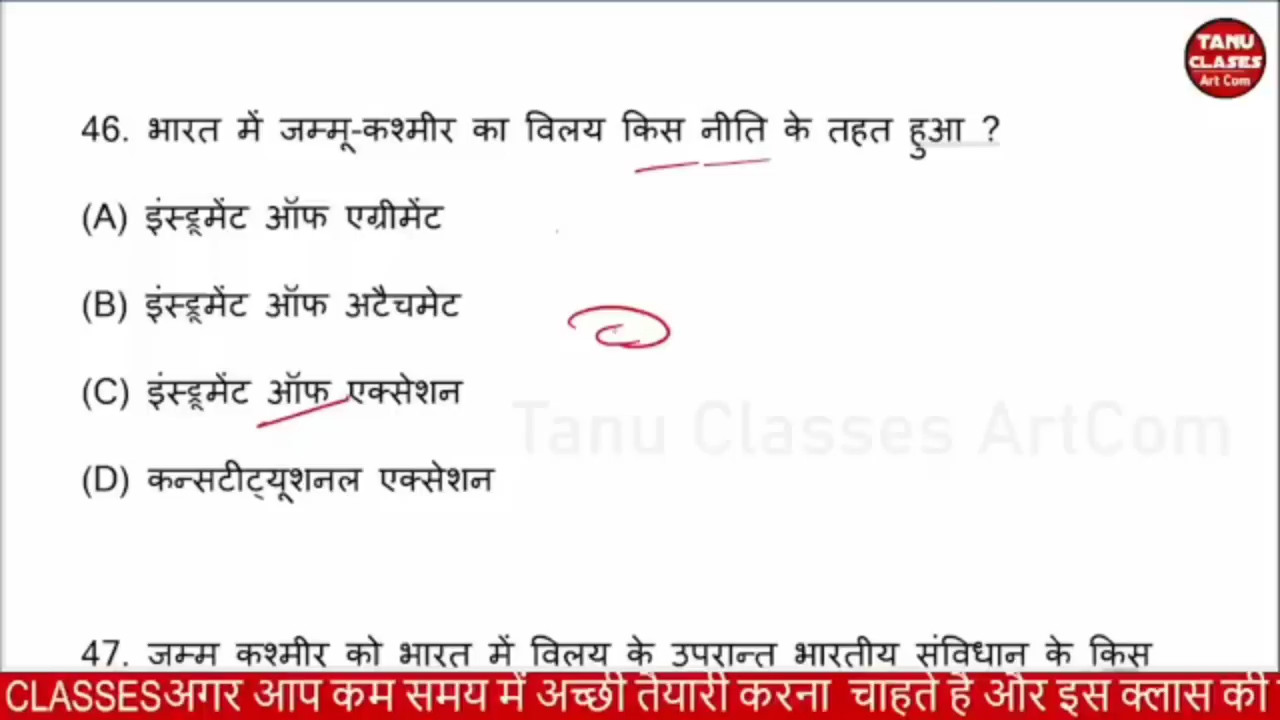 TANU
CLASES
Art Com
46. भारत में जम्मू-कश्मीर का विलय किस नीति के तहत हुआ ?
(A) इंस्ट्रूमेंट ऑफ एग्रीमेंट
(B) इंस्ट्रूमेंट ऑफ अटैचमेट
(C) इंस्ट्रूमेंट ऑफ एक्सेशन
Tanu Classes ArtCom
(D) कन्सटीट्यूशनल एक्सेशन
47. जम्म कश्मीर को भारत में विलय के उपरान्त भारतीय संविधान के किस
CLASSESअगर आप कम समय में अच्छी तैयारी करना चाहते है और इस क्लास की